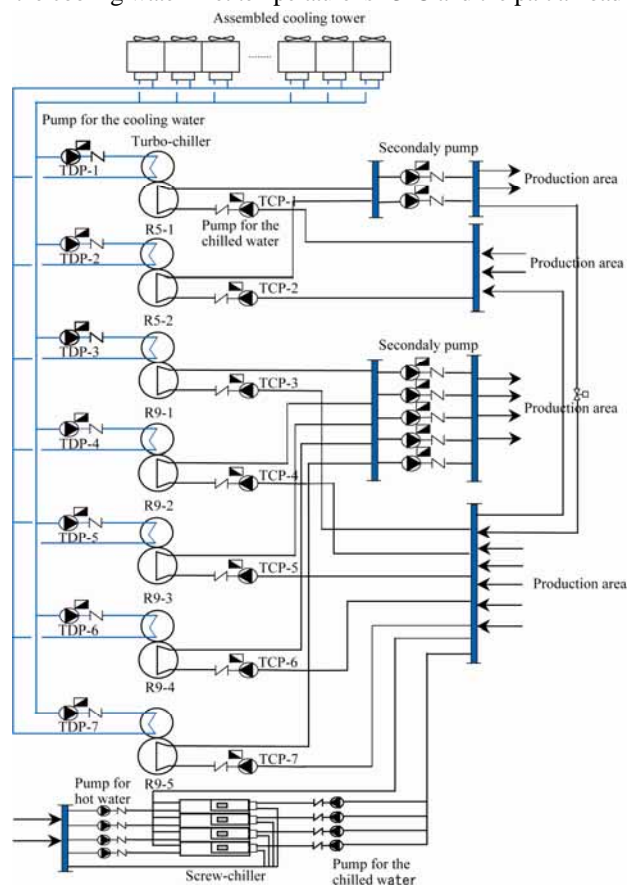 Assembled cooling tower
Pump for the cooling water
Turbo-chiller
Secondaly pump
TDP-1
TCP-1
Production area
Pump for the
chilled water
R5-1
TDP-2
TCP-2
Production area
R5-2
TDP-3
Secondaly pump
TCP-3
R9-1
Production area
TDP-4
TCP-4
R9-2
TDP-5
TCP-5
Production area
R9-3
TDP-6
TCP-6
R9-4
TDP-7
TCP-7
R9-5
Pump for
hot water
Screw-chiller
Pump for the
chilled water